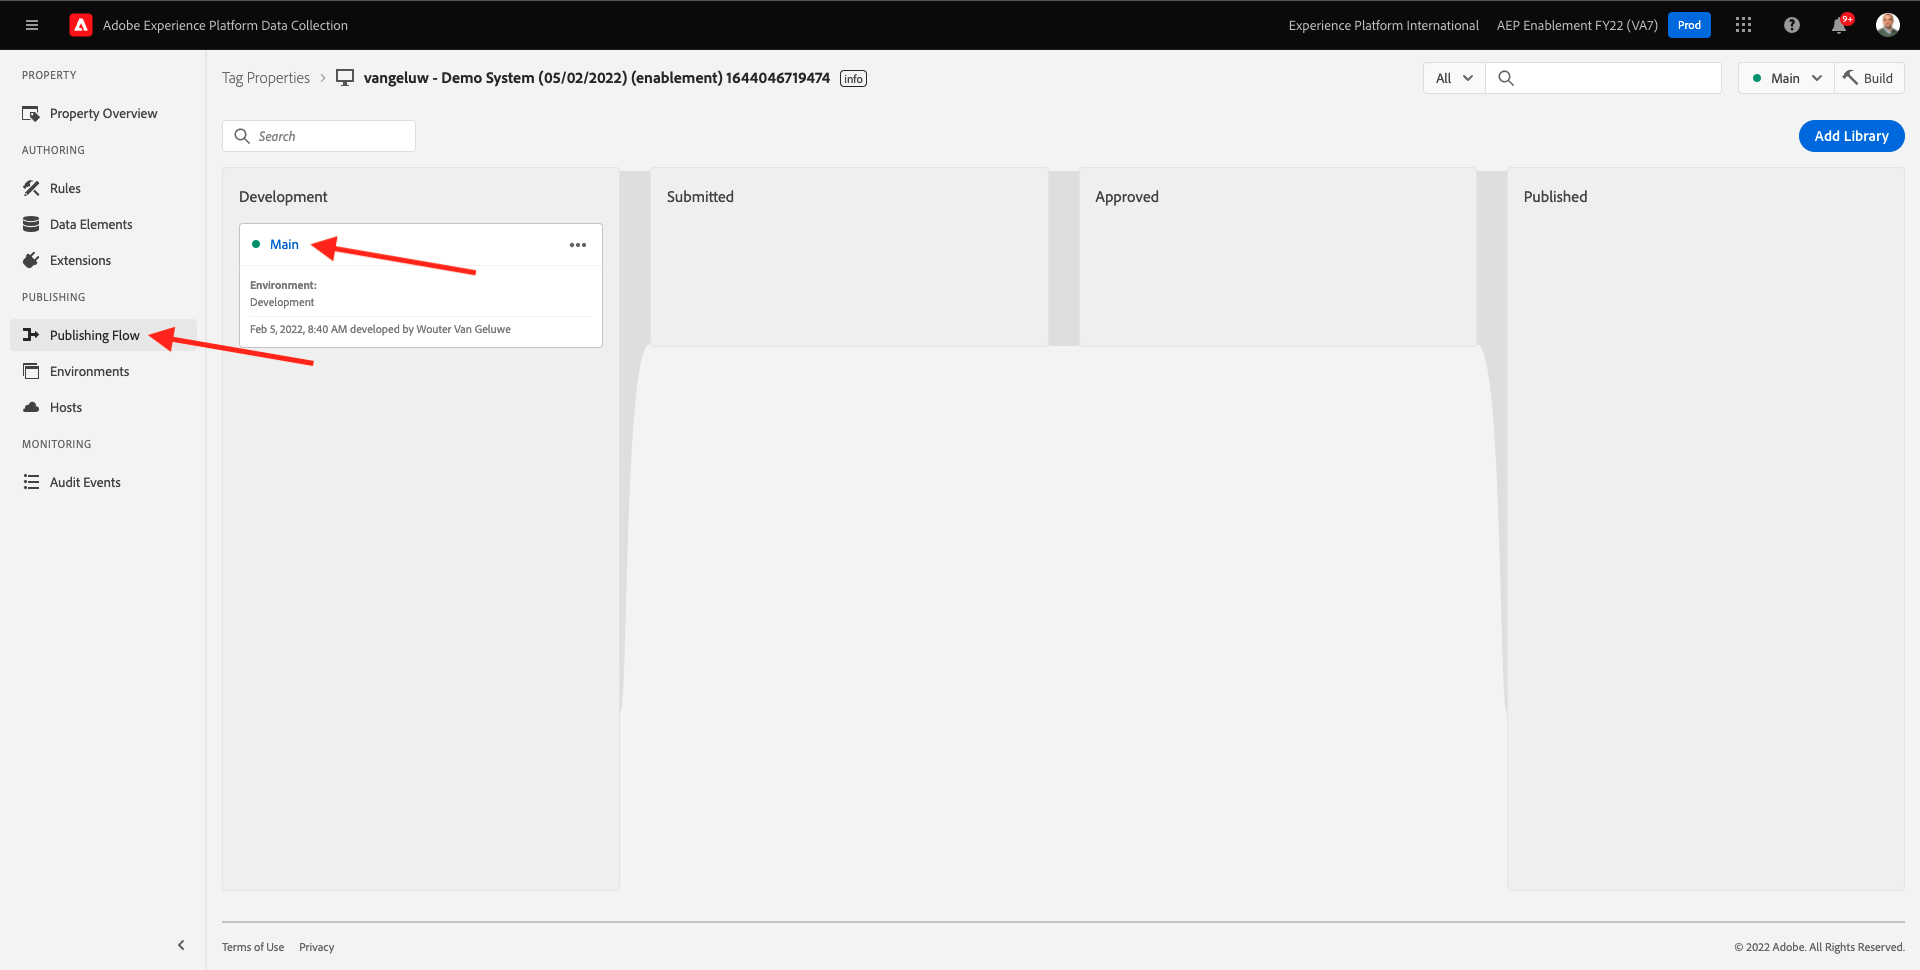 Adobe Experience Platform Data Collection
Experience Platform International
AEP Enablement FY22 (VA7)
Prod
9+
PROPERTY
Property Overview
AUTHORING
Rules
Data Elements
Extensions
PUBLISHING
Publishing Flow
Environments
Hosts
MONITORING
Audit Events
Tag Properties
vangeluw - Demo System (05/02/2022) (enablement) 1644046719474
info
All
Main
Build
Search
Add Library
Development
Main
Environment:
Development
Feb 5, 2022, 8:40 AM developed by Wouter Van Geluwe
Submitted
Approved
Published
Terms of Use
Privacy
© 2022 Adobe. All Rights Reserved.